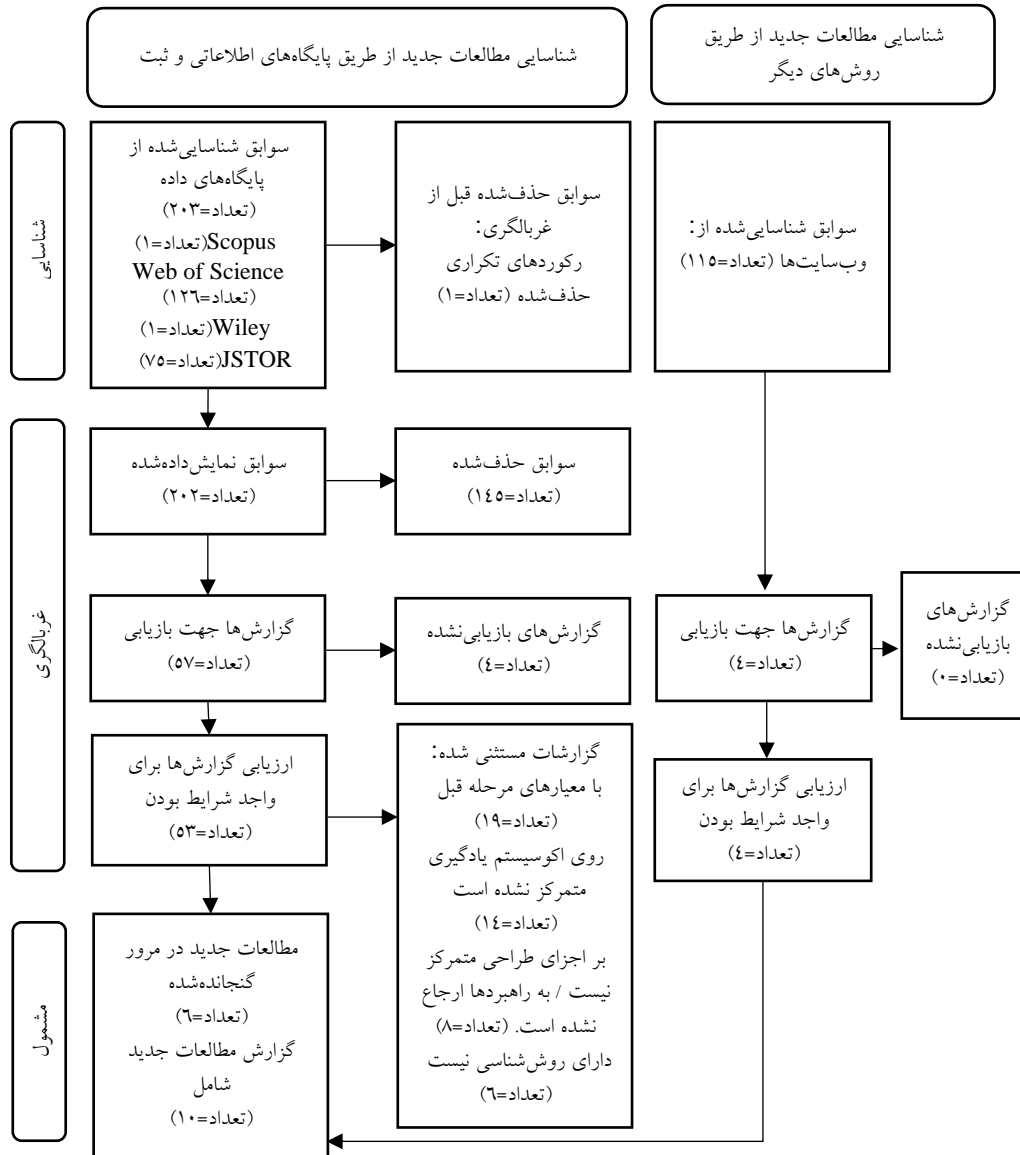 شناسایی مطالعات جدید از طریق
روش‌های دیگر
شناسایی مطالعات جدید از طریق پایگاه‌های اطلاعاتی و ثبت
شناسایی
سوابق شناسایی‌شده از
پایگاه‌های داده
(تعداد=۲۰۳)
Scopus(تعداد=۱)
Web of Science
(تعداد=۱۲۶)
Wiley(تعداد=۱)
JSTOR(تعداد=۷۵)
سوابق حذف‌شده قبل از
غربالگری:
رکوردهای تکراری
حذف‌شده (تعداد=۱)
سوابق شناسایی‌شده از:
وب‌سایت‌ها (تعداد=۱۱۵)
غربالگری
سوابق نمایش‌داده‌شده
(تعداد=۲۰۲)
سوابق حذف‌شده
(تعداد=۱٤۵)
گزارش‌ها جهت بازیابی
(تعداد=۵۷)
گزارش‌های بازیابی‌نشده
(تعداد=٤)
گزارش‌ها جهت بازیابی
(تعداد=٤)
گزارش‌های
بازیابی‌نشده
(تعداد=۰)
ارزیابی گزارش‌ها برای
واجد شرایط بودن
(تعداد=۵۳)
گزارشات مستثنی شده:
با معیارهای مرحله قبل
(تعداد=۱۹)
روی اکوسیستم یادگیری
متمرکز نشده است
(تعداد=۱٤)
بر اجزای طراحی متمرکز
نیست / به راهبردها ارجاع
نشده است. (تعداد=۸)
دارای روش‌شناسی نیست
(تعداد=٦)
ارزیابی گزارش‌ها برای
واجد شرایط بودن
(تعداد=٤)
مشمول
مطالعات جدید در مرور
گنجانده‌شده
(تعداد=٦)
گزارش مطالعات جدید
شامل
(تعداد=۱۰)